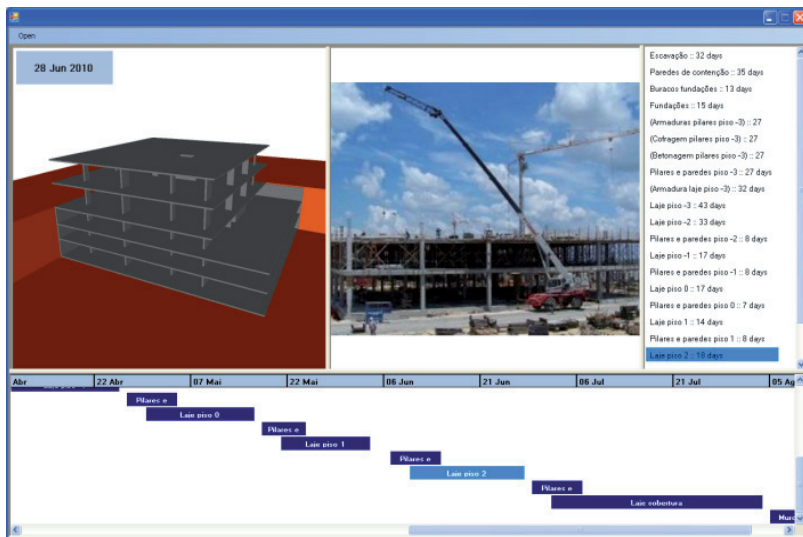 Open
28 Jun 2010
Escavação :: 32 days
Paredes de contenção :: 35 days
Buracos fundações :: 13 days
Fundações :: 15 days
(Armaduras pilares piso -3) :: 27
(Cofragem pilares piso -3) :: 27
(Betonagem pilares piso -3) :: 27
Pilares e paredes piso -3 :: 27 days
(Armadura laje piso -3) :: 32 days
Laje piso -3 :: 43 days
Laje piso -2 :: 33 days
Pilares e paredes piso -2 :: 8 days
Laje piso -1 :: 17 days
Pilares e paredes piso -1 :: 8 days
Laje piso 0 :: 17 days
Pilares e paredes piso 0 :: 7 days
Laje piso 1 :: 14 days
Pilares e paredes piso 1 :: 8 days
Laje piso 2 :: 18 days
Abr 22 Abr 07 Mai 22 Mai 06 Jun 21 Jun 06 Jul 21 Jul 05 Ag
Pilares e
Laje piso 0
Pilares e
Laje piso 1
Pilares e
Laje piso 2
Pilares e
Laje cobertura
Murc